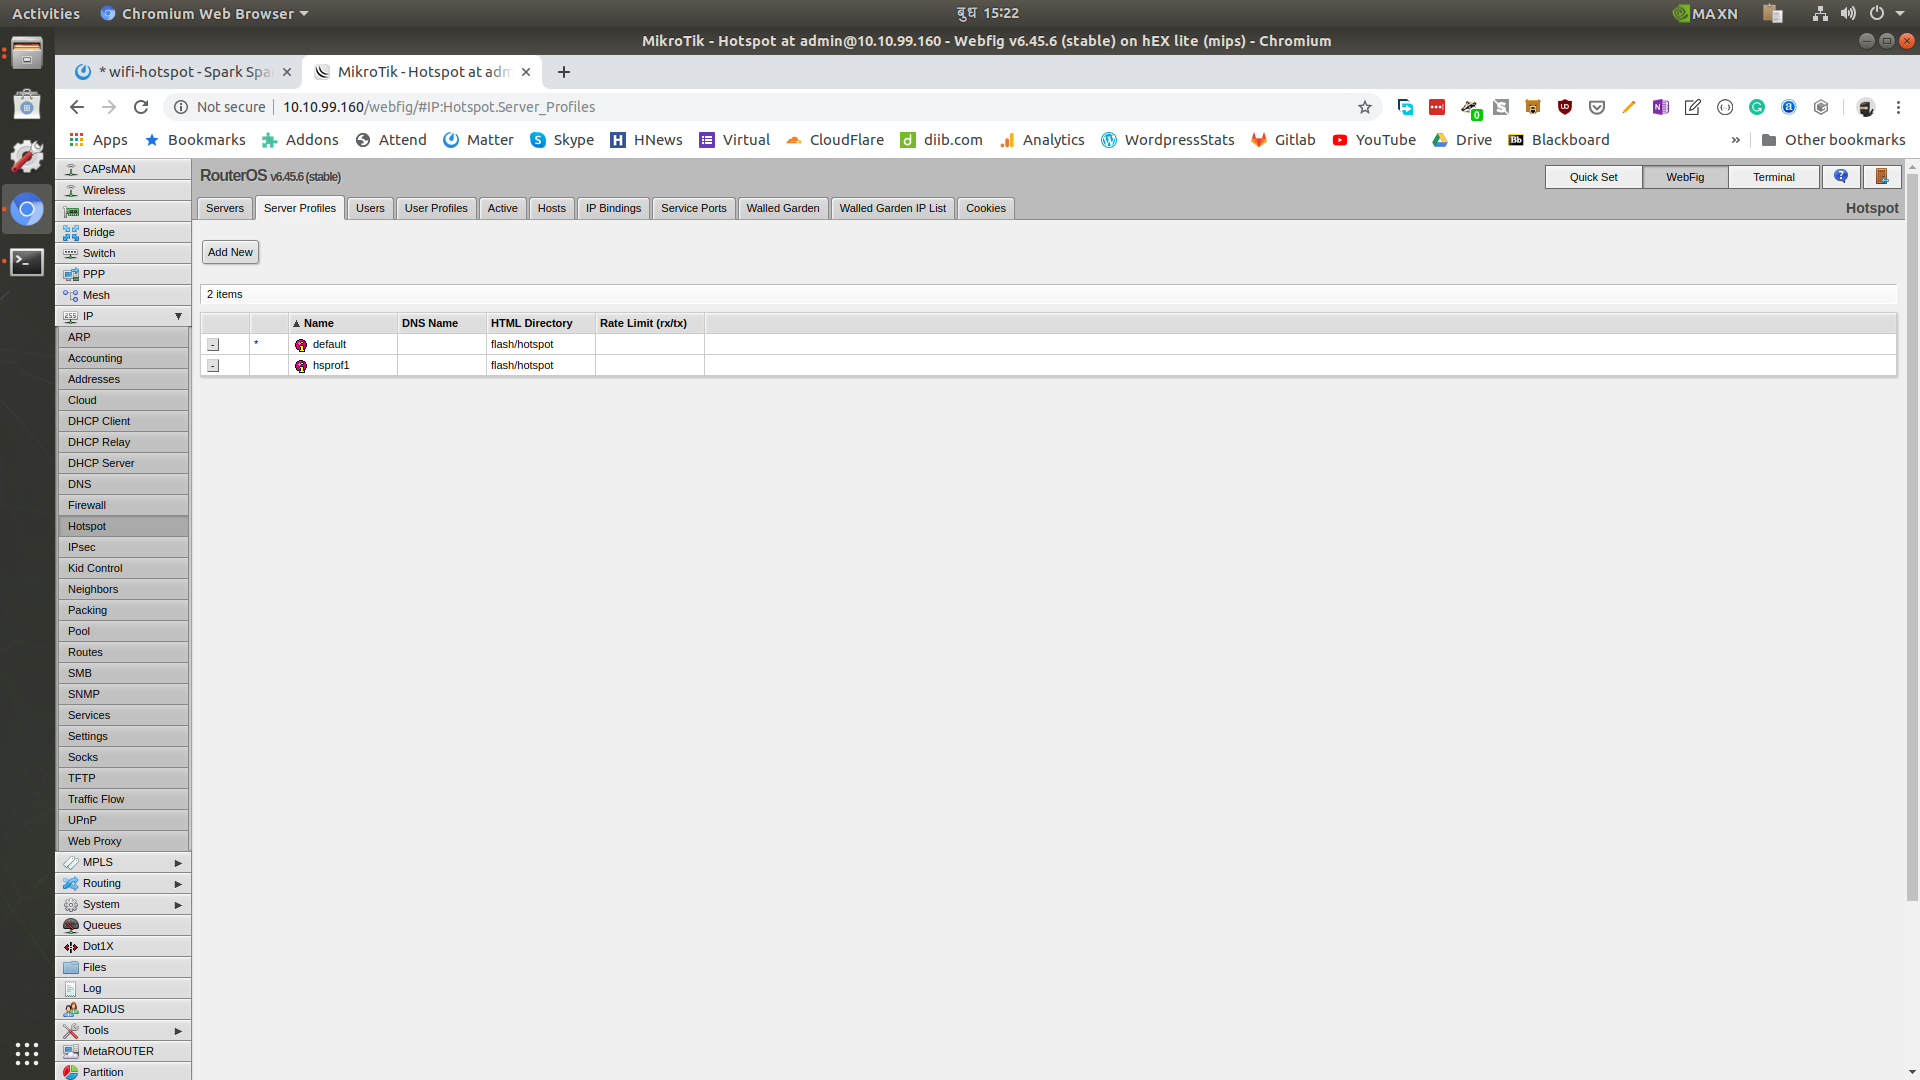 Activities Chromium Web Browser बुध 15:22 MAXN
MikroTik - Hotspot at admin@10.10.99.160 - Webfig v6.45.6 (stable) on hEX lite (mips) - Chromium
* wifi-hotspot - Spark Spa MikroTik - Hotspot at adm
Not secure 10.10.99.160/webfig/#IP:Hotspot.Server_Profiles
Apps Bookmarks Addons Attend Matter Skype HNews Virtual CloudFlare diib.com Analytics WordpressStats Gitlab YouTube Drive Blackboard » Other bookmarks
CAPsMAN
Wireless
Interfaces
Bridge
Switch
PPP
Mesh
IP
ARP
Accounting
Addresses
Cloud
DHCP Client
DHCP Relay
DHCP Server
DNS
Firewall
Hotspot
IPsec
Kid Control
Neighbors
Packing
Pool
Routes
SMB
SNMP
Services
Settings
Socks
TFTP
Traffic Flow
UPnP
Web Proxy
MPLS
Routing
System
Queues
Dot1X
Files
Log
RADIUS
Tools
MetaROUTER
Partition
RouterOS v6.45.6 (stable) Quick Set WebFig Terminal
Servers Server Profiles Users User Profiles Active Hosts IP Bindings Service Ports Walled Garden Walled Garden IP List Cookies Hotspot
Add New
2 items
Name DNS Name HTML Directory Rate Limit (rx/tx)
- * default flash/hotspot
- hsprof1 flash/hotspot